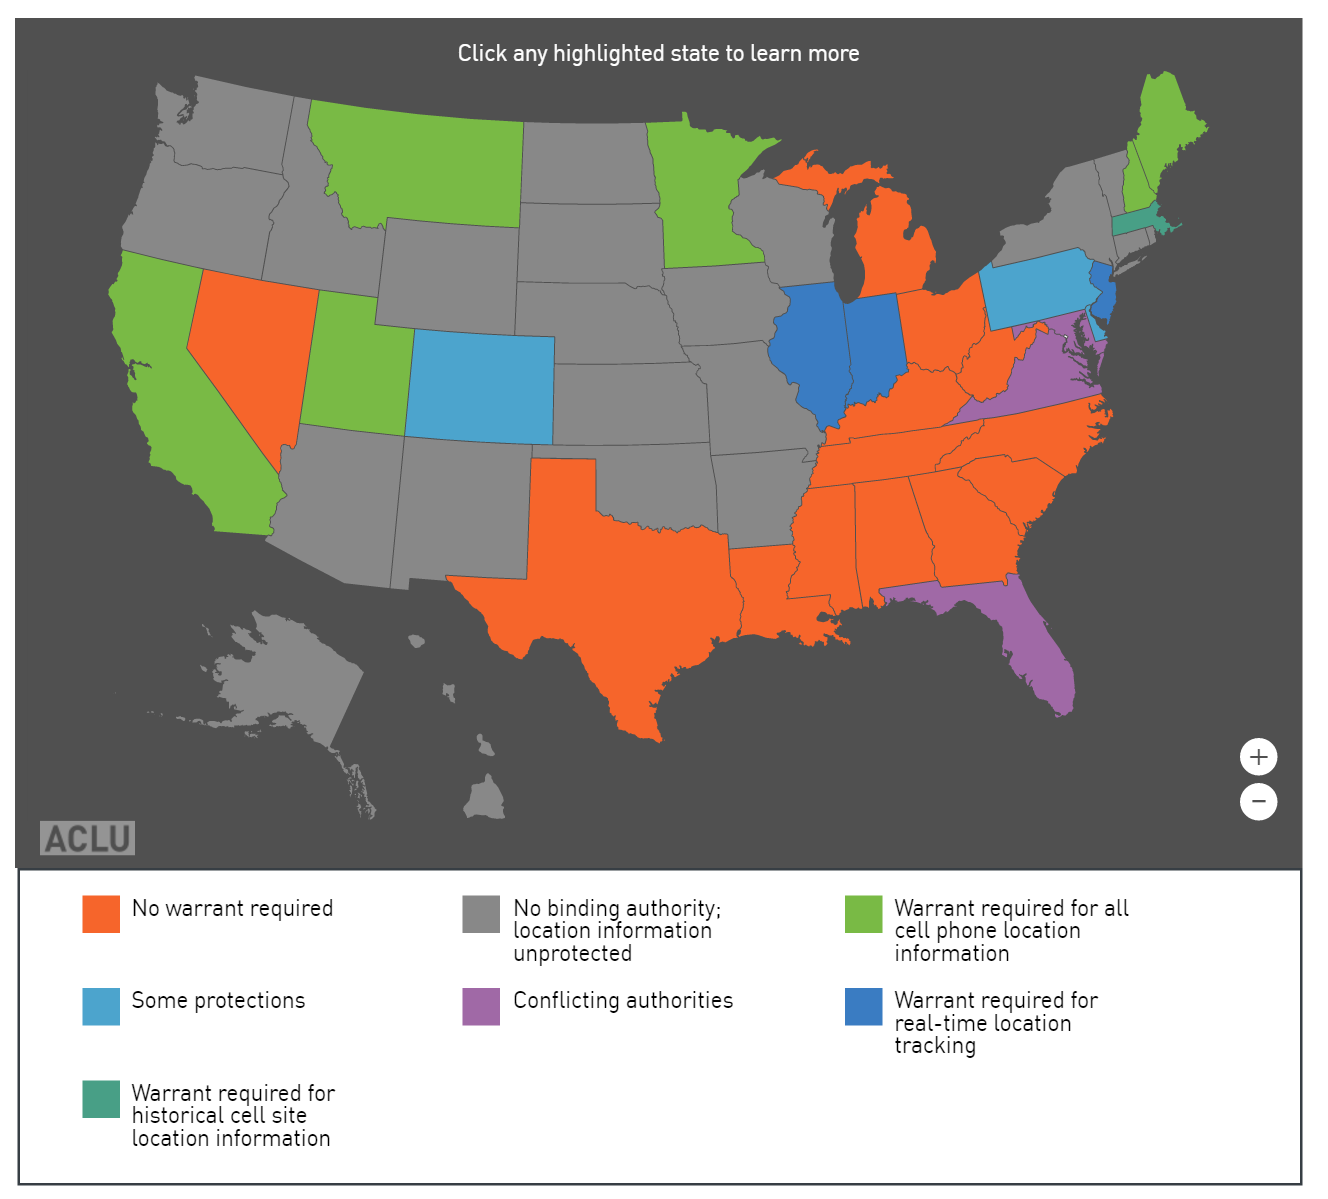 Click any highlighted state to learn more
+
−
ACLU
No warrant required
No binding authority;
location information
unprotected
Warrant required for all
cell phone location
information
Some protections
Conflicting authorities
Warrant required for
real-time location
tracking
Warrant required for
historical cell site
location information